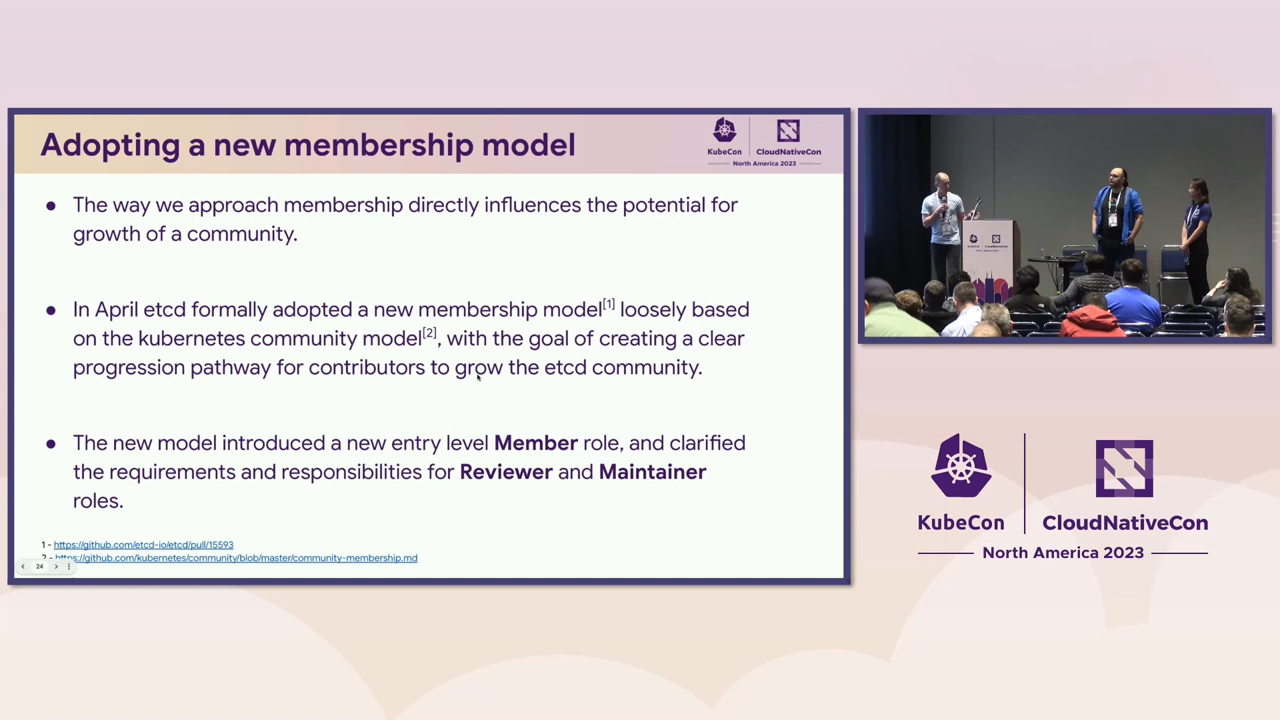 Adopting a new membership model
KubeCon
CloudNativeCon
North America 2023
● The way we approach membership directly influences the potential for
growth of a community.
● In April etcd formally adopted a new membership model[1] loosely based
on the kubernetes community model[2], with the goal of creating a clear
progression pathway for contributors to grow the etcd community.
● The new model introduced a new entry level Member role, and clarified
the requirements and responsibilities for Reviewer and Maintainer
roles.
1 - https://github.com/etcd-io/etcd/pull/15593
2 - https://github.com/kubernetes/community/blob/master/community-membership.md
24
KubeCon
CloudNativeCon
North America 2023